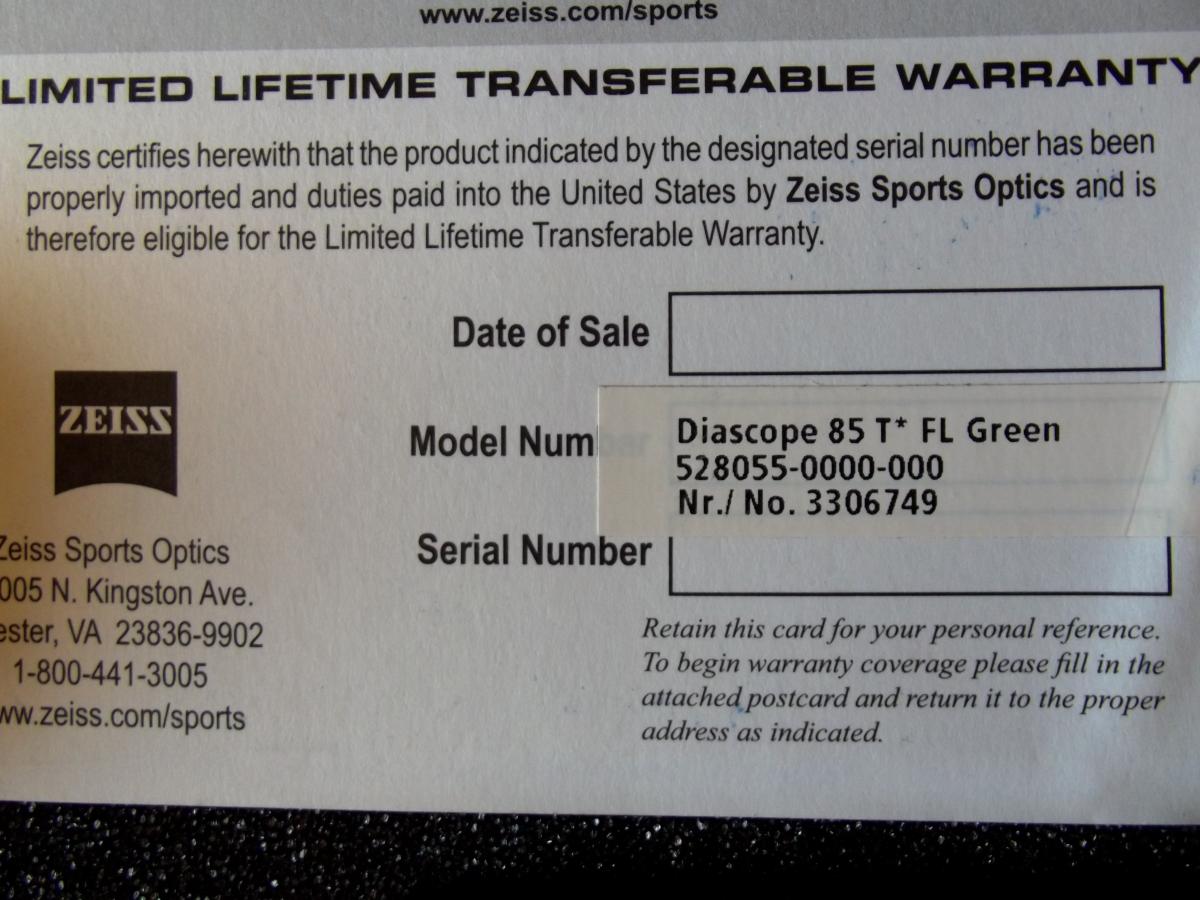 www.zeiss.com/sports
LIMITED LIFETIME TRANSFERABLE WARRANTY
Zeiss certifies herewith that the product indicated by the designated serial number has been
properly imported and duties paid into the United States by Zeiss Sports Optics and is
therefore eligible for the Limited Lifetime Transferable Warranty.
Date of Sale
ZEISS
Model Number
Diascope 85 T* FL Green
528055-0000-000
Nr./ No. 3306749
Serial Number
Zeiss Sports Optics
005 N. Kingston Ave.
ester, VA 23836-9902
1-800-441-3005
ww.zeiss.com/sports
Retain this card for your personal reference.
To begin warranty coverage please fill in the
attached postcard and return it to the proper
address as indicated.